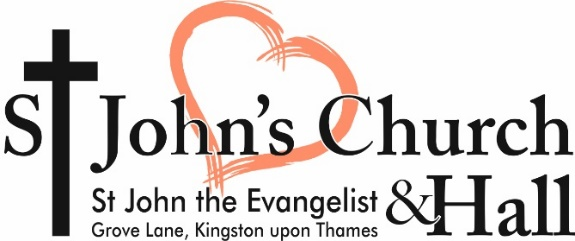 St John's Church
St John the Evangelist & Hall
Grove Lane, Kingston upon Thames